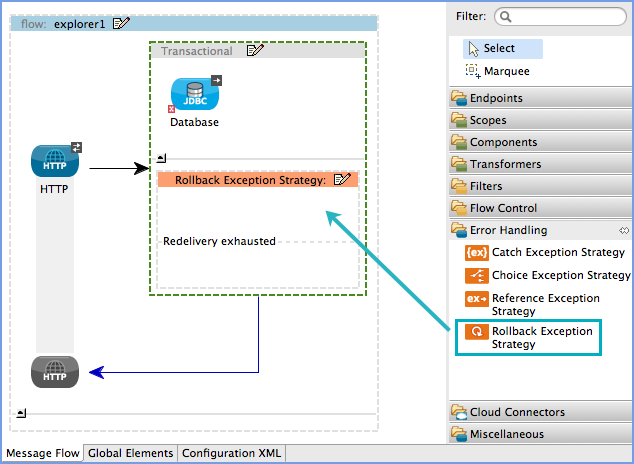 flow: explorer1
Transactional
JDBC
Database
HTTP
HTTP
Rollback Exception Strategy:
Redelivery exhausted
HTTP
Message Flow
Global Elements
Configuration XML
Filter:
Select
Marquee
Endpoints
Scopes
Components
Transformers
Filters
Flow Control
Error Handling
{ex} Catch Exception Strategy
Choice Exception Strategy
ex Reference Exception
Strategy
Rollback Exception
Strategy
Cloud Connectors
Miscellaneous